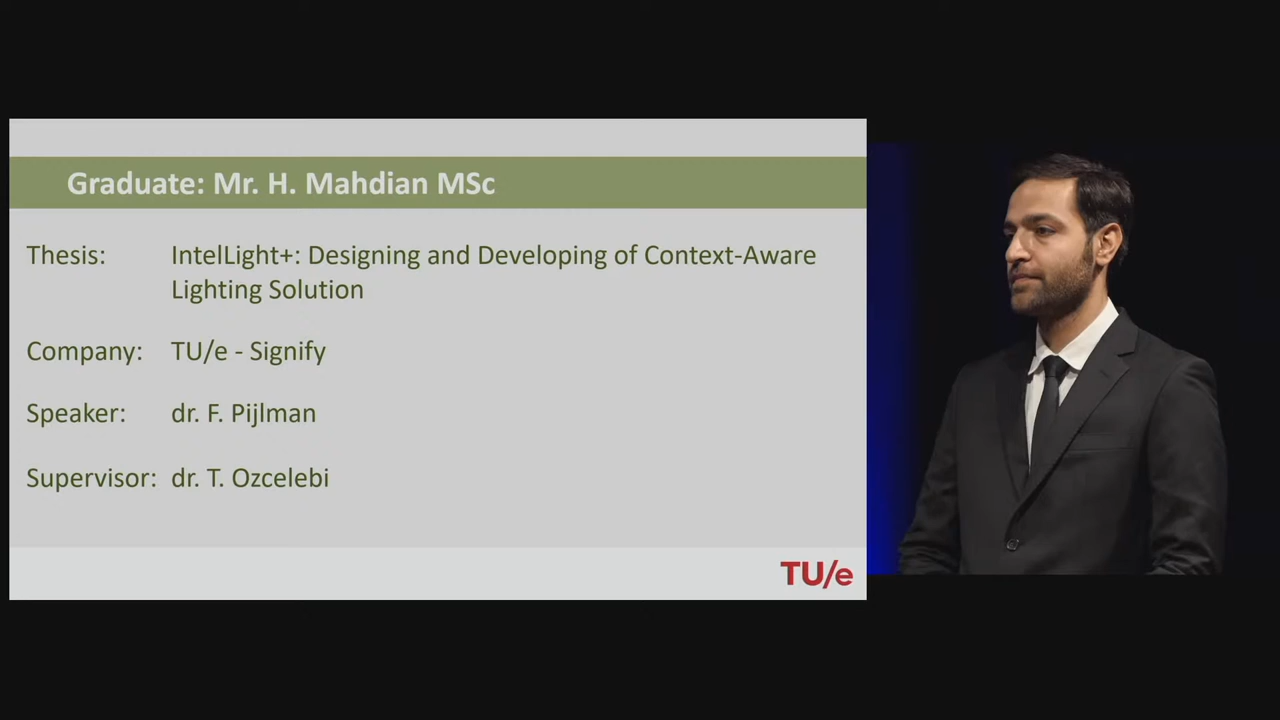 Graduate: Mr. H. Mahdian MSc
Thesis: IntelLight+: Designing and Developing of Context-Aware
Lighting Solution
Company: TU/e - Signify
Speaker: dr. F. Pijlman
Supervisor: dr. T. Ozcelebi
TU/e